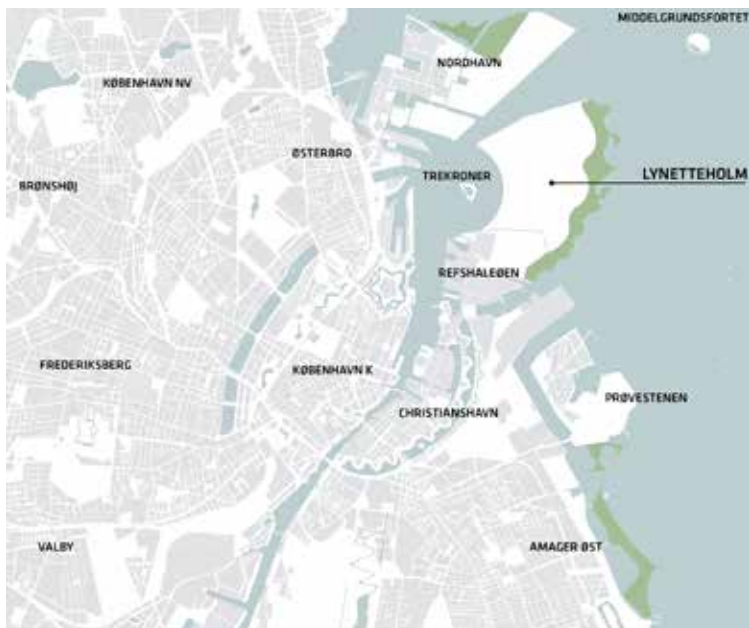 MIDDELGRUNDSFORTET
NORDHAVN
KØBENHAVN NV
ØSTERBRO
TREKRONER
LYNETTEHOLM
BRØNSHØJ
REFSHALEØEN
FREDERIKSBERG
KØBENHAVN K
PRØVESTENEN
CHRISTIANSHAVN
VALBY
AMAGER ØST